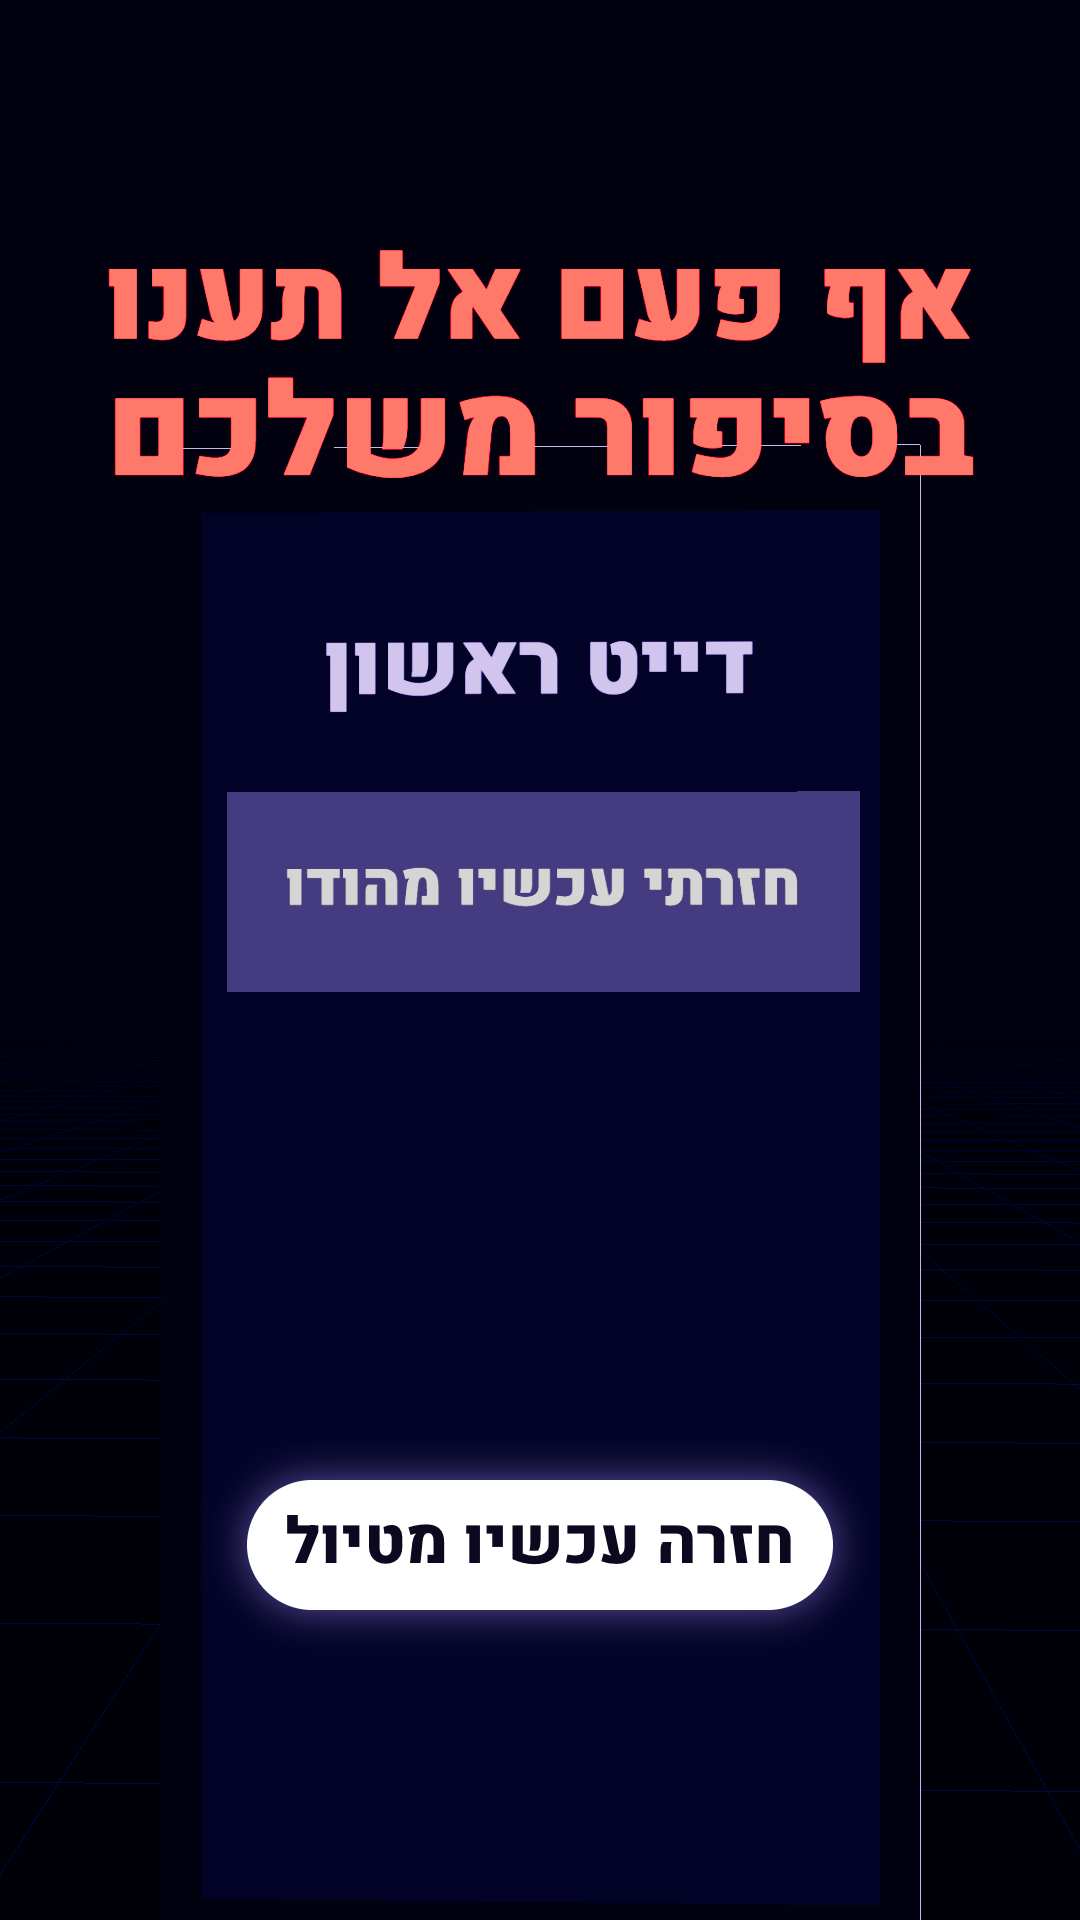 אף פעם אל תענו
בסיפור משלכם
דייט ראשון
חזרתי עכשיו מהודו
חזרה עכשיו מטיול